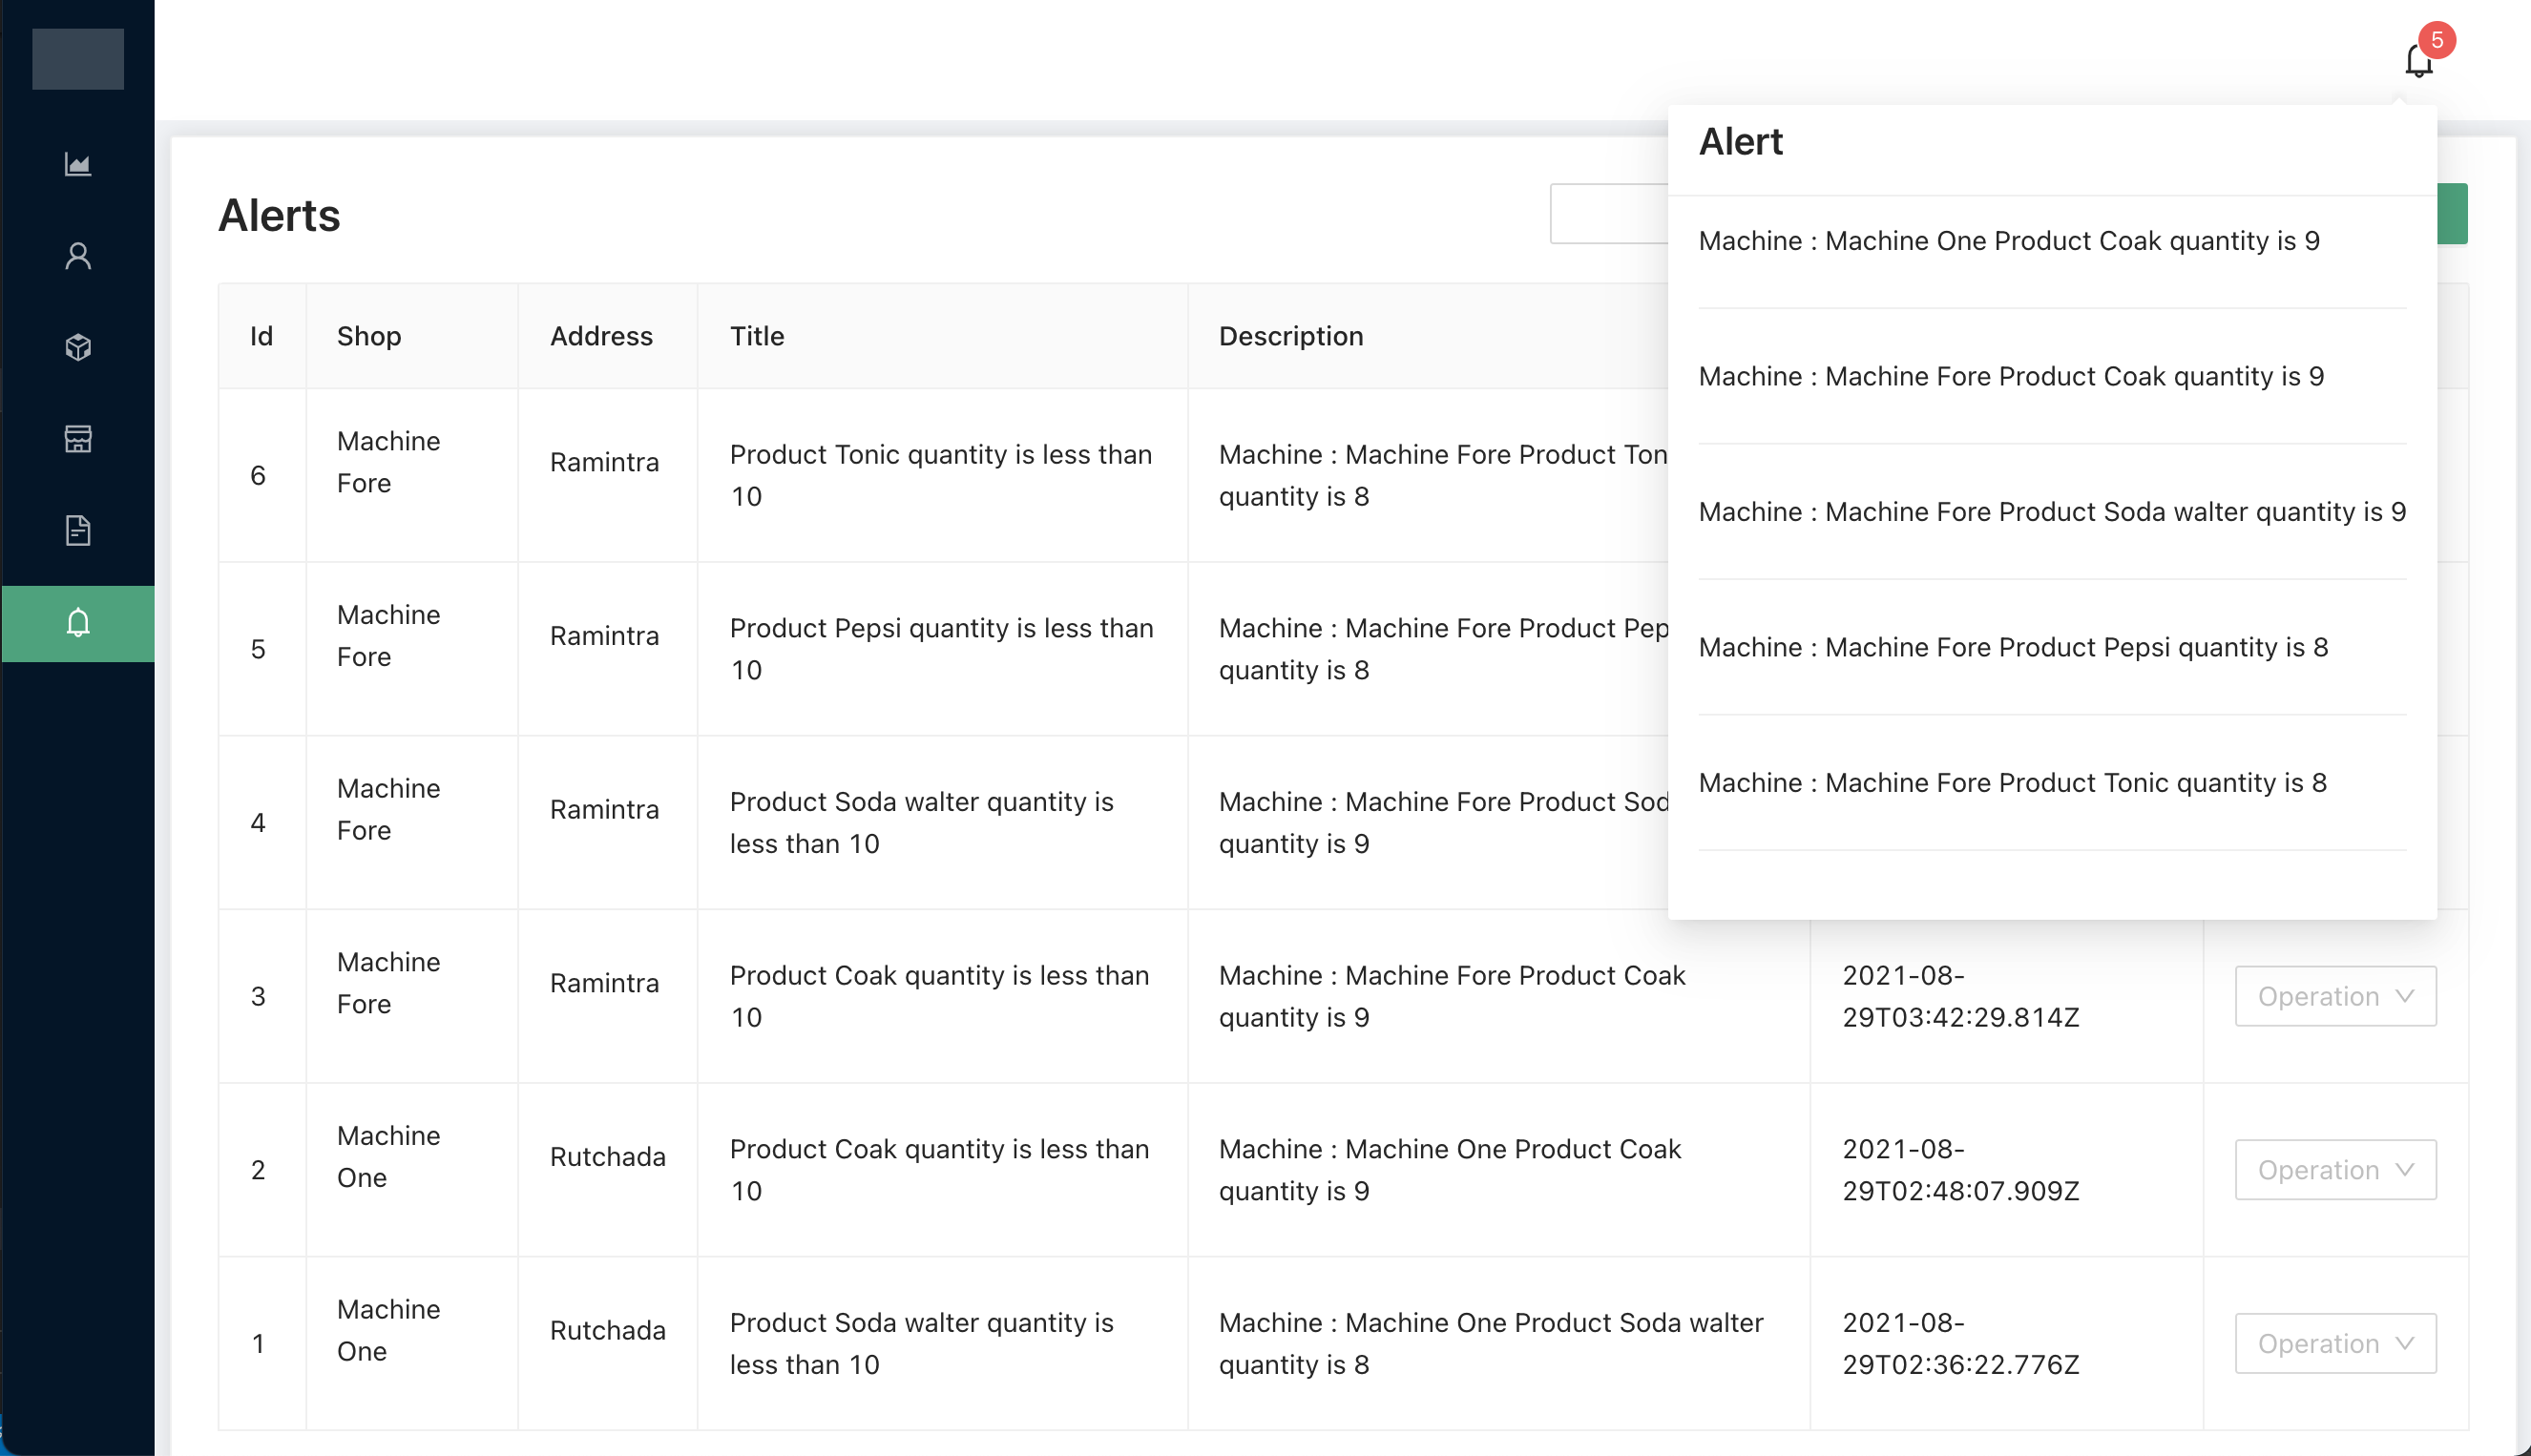 5
Alert
Machine : Machine One Product Coak quantity is 9
Machine : Machine Fore Product Coak quantity is 9
Machine : Machine Fore Product Soda walter quantity is 9
Machine : Machine Fore Product Pepsi quantity is 8
Machine : Machine Fore Product Tonic quantity is 8
Alerts
Id
Shop
Address
Title
Description
6
Machine
Fore
Ramintra
Product Tonic quantity is less than
10
Machine : Machine Fore Product Ton
quantity is 8
5
Machine
Fore
Ramintra
Product Pepsi quantity is less than
10
Machine : Machine Fore Product Pep
quantity is 8
4
Machine
Fore
Ramintra
Product Soda walter quantity is
less than 10
Machine : Machine Fore Product Sod
quantity is 9
3
Machine
Fore
Ramintra
Product Coak quantity is less than
10
Machine : Machine Fore Product Coak
quantity is 9
2021-08-
29T03:42:29.814Z
Operation
2
Machine
One
Rutchada
Product Coak quantity is less than
10
Machine : Machine One Product Coak
quantity is 9
2021-08-
29T02:48:07.909Z
Operation
1
Machine
One
Rutchada
Product Soda walter quantity is
less than 10
Machine : Machine One Product Soda walter
quantity is 8
2021-08-
29T02:36:22.776Z
Operation